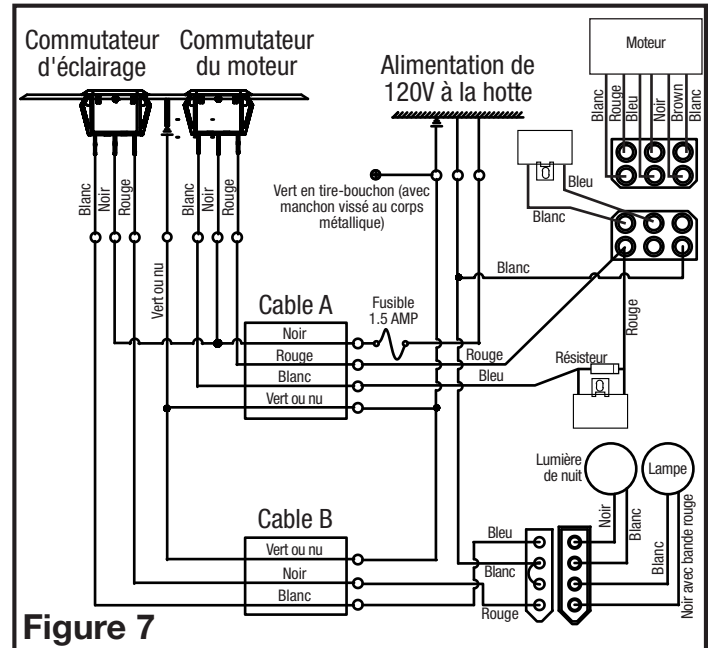 Commutateur
d'éclairage
Commutateur
du moteur
Alimentation de
120V à la hotte
Moteur
Blanc
Rouge
Bleu
Noir
Brown
Blanc
Bleu
Blanc
Vert en tire-bouchon (avec
manchon vissé au corps
métallique)
Blanc
Noir
Rouge
Blanc
Noir
Rouge
Vert ou nu
Blanc
Rouge
Cable A
Fusible
1.5 AMP
Noir
Rouge
Blanc
Vert ou nu
Rouge
Bleu
Résisteur
Lumière
de nuit
Lampe
Noir
Blanc
Blanc
Noir avec bande rouge
Cable B
Vert ou nu
Noir
Blanc
Bleu
Blanc
Rouge
Figure 7